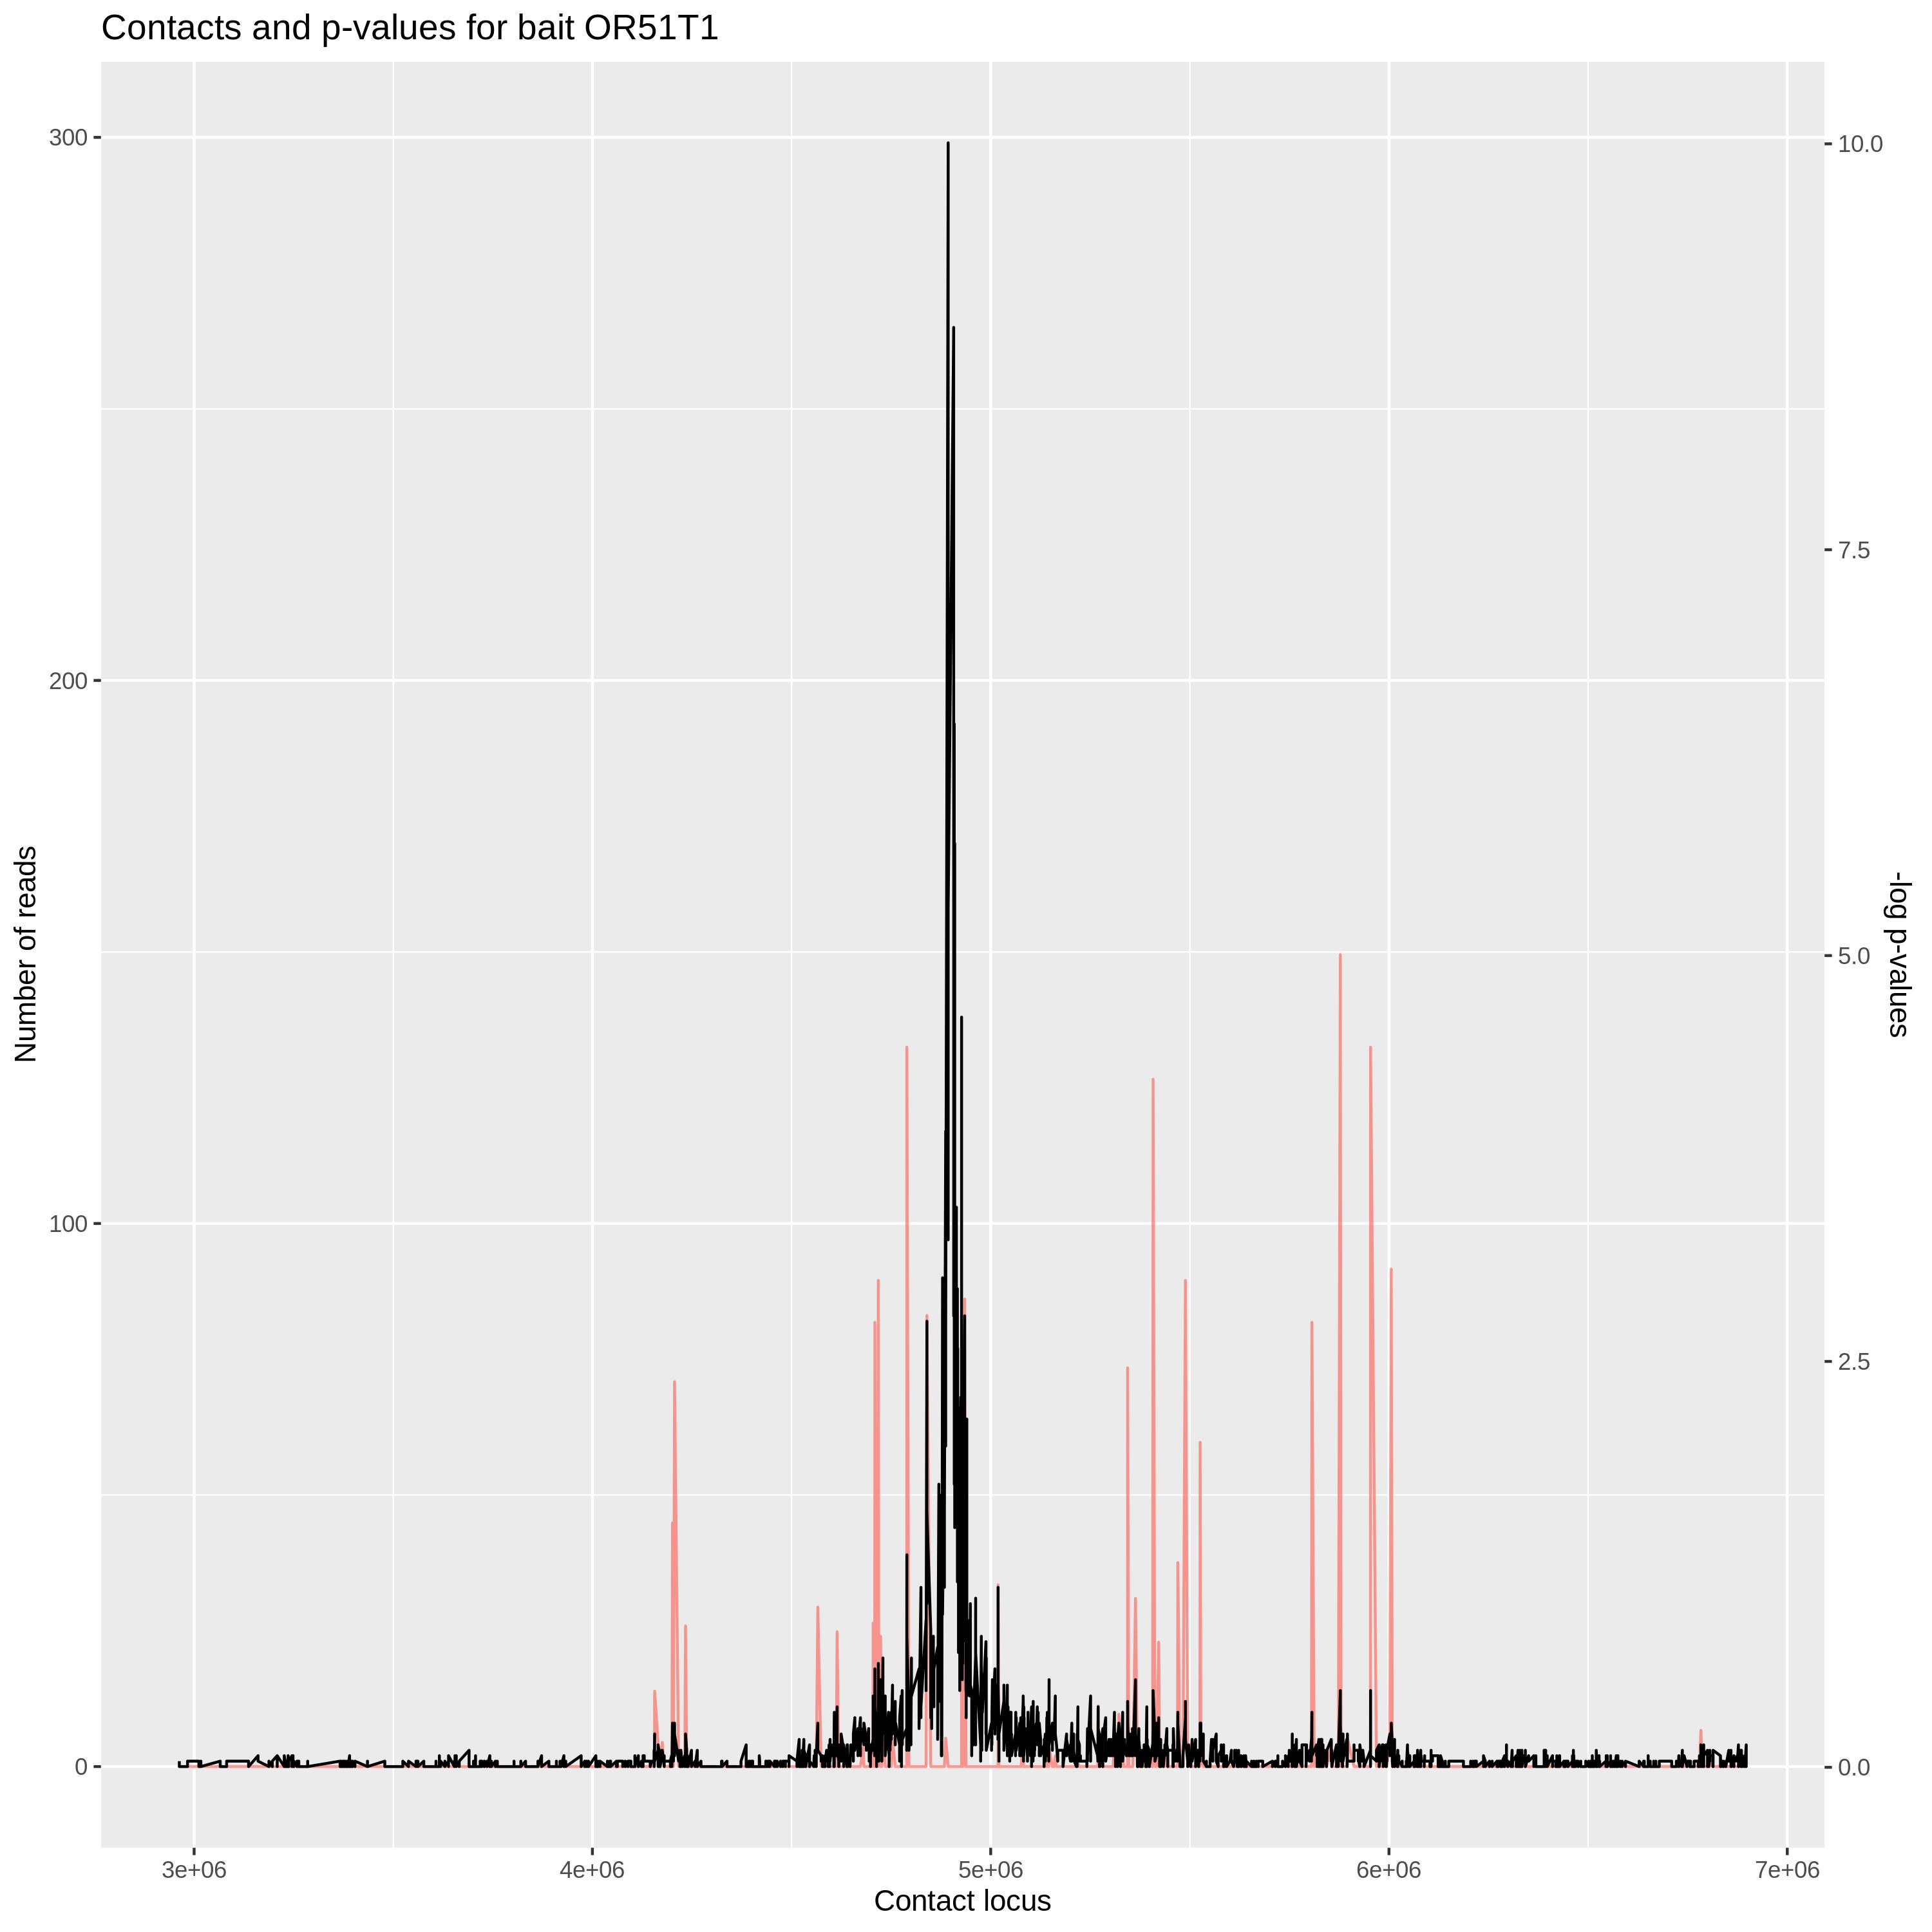 Contacts and p-values for bait OR51T1
300
200
100
0
Number of reads
10.0
7.5
5.0
2.5
0.0
-log p-values
3e+06
4e+06
5e+06
6e+06
7e+06
Contact locus